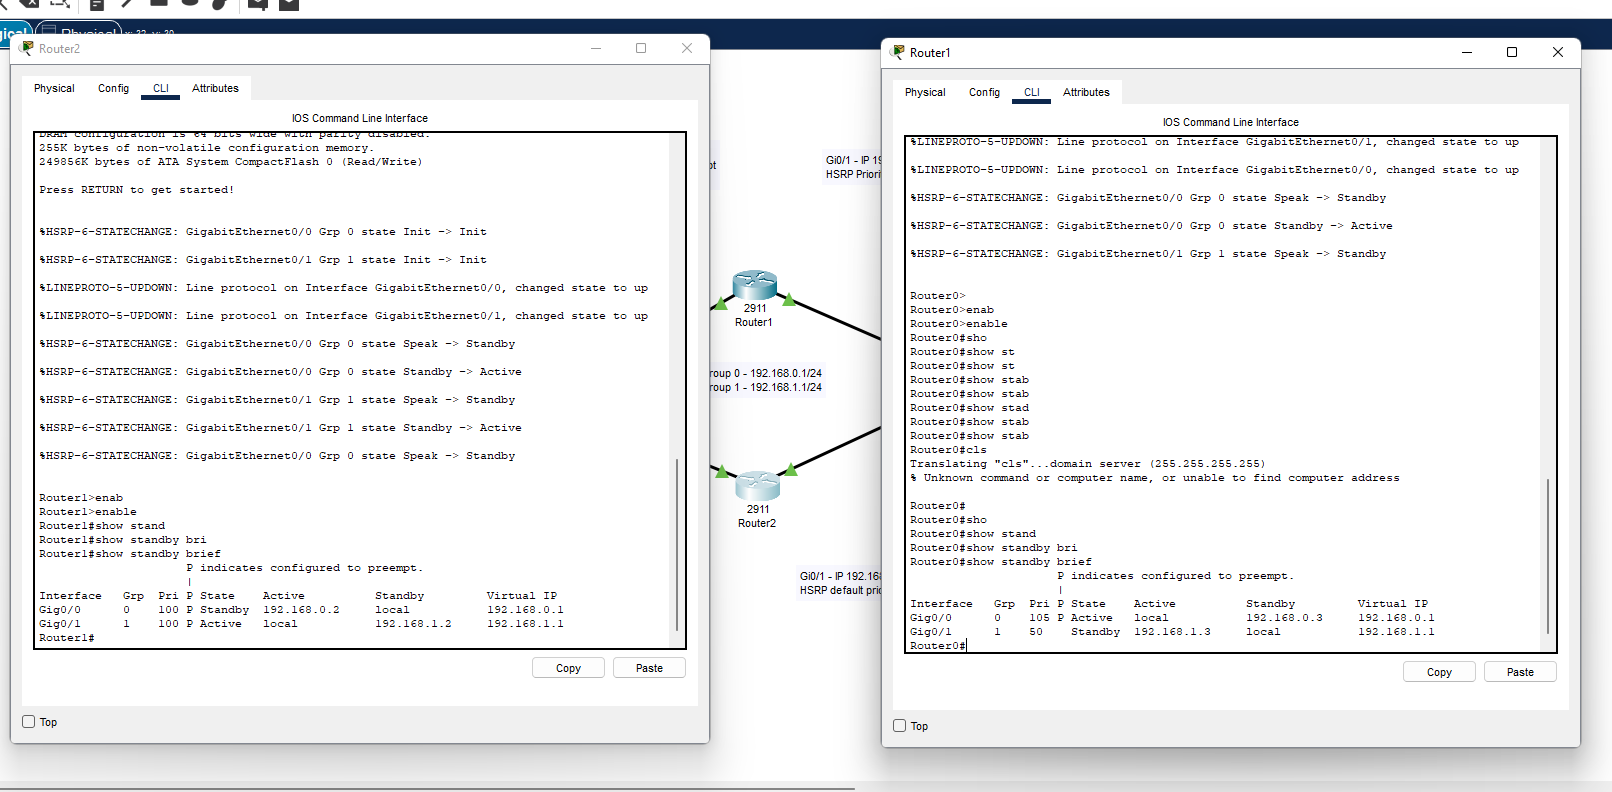 Physical x: 22, y: 20
Router2
Physical Config CLI Attributes
IOS Command Line Interface
DRAM configuration is 64 bits wide with parity disabled.
255K bytes of non-volatile configuration memory.
249856K bytes of ATA System CompactFlash 0 (Read/Write)
Press RETURN to get started!
%HSRP-6-STATECHANGE: GigabitEthernet0/0 Grp 0 state Init -> Init
%HSRP-6-STATECHANGE: GigabitEthernet0/1 Grp 1 state Init -> Init
%LINEPROTO-5-UPDOWN: Line protocol on Interface GigabitEthernet0/0, changed state to up
%LINEPROTO-5-UPDOWN: Line protocol on Interface GigabitEthernet0/1, changed state to up
%HSRP-6-STATECHANGE: GigabitEthernet0/0 Grp 0 state Speak -> Standby
%HSRP-6-STATECHANGE: GigabitEthernet0/0 Grp 0 state Standby -> Active
%HSRP-6-STATECHANGE: GigabitEthernet0/1 Grp 1 state Speak -> Standby
%HSRP-6-STATECHANGE: GigabitEthernet0/1 Grp 1 state Standby -> Active
%HSRP-6-STATECHANGE: GigabitEthernet0/0 Grp 0 state Speak -> Standby
Router1>enab
Router1>enable
Router1#show stand
Router1#show standby bri
Router1#show standby brief
P indicates configured to preempt.
|
Interface Grp Pri P State Active Standby Virtual IP
Gig0/0 0 100 P Standby 192.168.0.2 local 192.168.0.1
Gig0/1 1 100 P Active local 192.168.1.2 192.168.1.1
Router1#
Copy Paste
Top
Gi0/1 - IP 19
HSRP Priori
2911
Router1
roup 0 - 192.168.0.1/24
roup 1 - 192.168.1.1/24
2911
Router2
Gi0/1 - IP 192.16
HSRP default pri
Router1
Physical Config CLI Attributes
IOS Command Line Interface
%LINEPROTO-5-UPDOWN: Line protocol on Interface GigabitEthernet0/1, changed state to up
%LINEPROTO-5-UPDOWN: Line protocol on Interface GigabitEthernet0/0, changed state to up
%HSRP-6-STATECHANGE: GigabitEthernet0/0 Grp 0 state Speak -> Standby
%HSRP-6-STATECHANGE: GigabitEthernet0/0 Grp 0 state Standby -> Active
%HSRP-6-STATECHANGE: GigabitEthernet0/1 Grp 1 state Speak -> Standby
Router0>
Router0>enab
Router0>enable
Router0#sho
Router0#show st
Router0#show st
Router0#show stab
Router0#show stab
Router0#show stad
Router0#show stab
Router0#show stab
Router0#cls
Translating "cls"...domain server (255.255.255.255)
% Unknown command or computer name, or unable to find computer address
Router0#
Router0#sho
Router0#show stand
Router0#show standby bri
Router0#show standby brief
P indicates configured to preempt.
|
Interface Grp Pri P State Active Standby Virtual IP
Gig0/0 0 105 P Active local 192.168.0.3 192.168.0.1
Gig0/1 1 50 Standby 192.168.1.3 local 192.168.1.1
Router0#
Copy Paste
Top